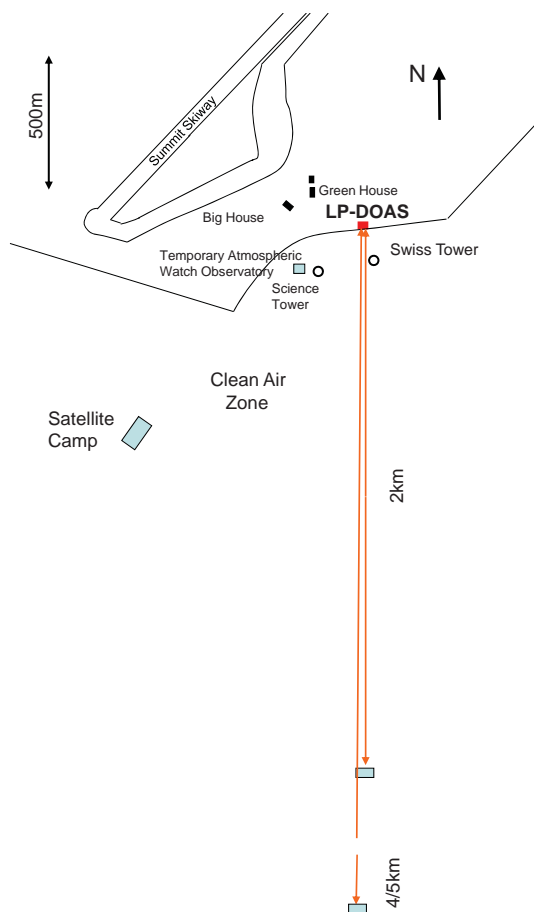 N
500m
Summit Skiway
Green House
LP-DOAS
Big House
Swiss Tower
Temporary Atmospheric
Watch Observatory
Science
Tower
Clean Air
Zone
Satellite
Camp
2km
4/5km